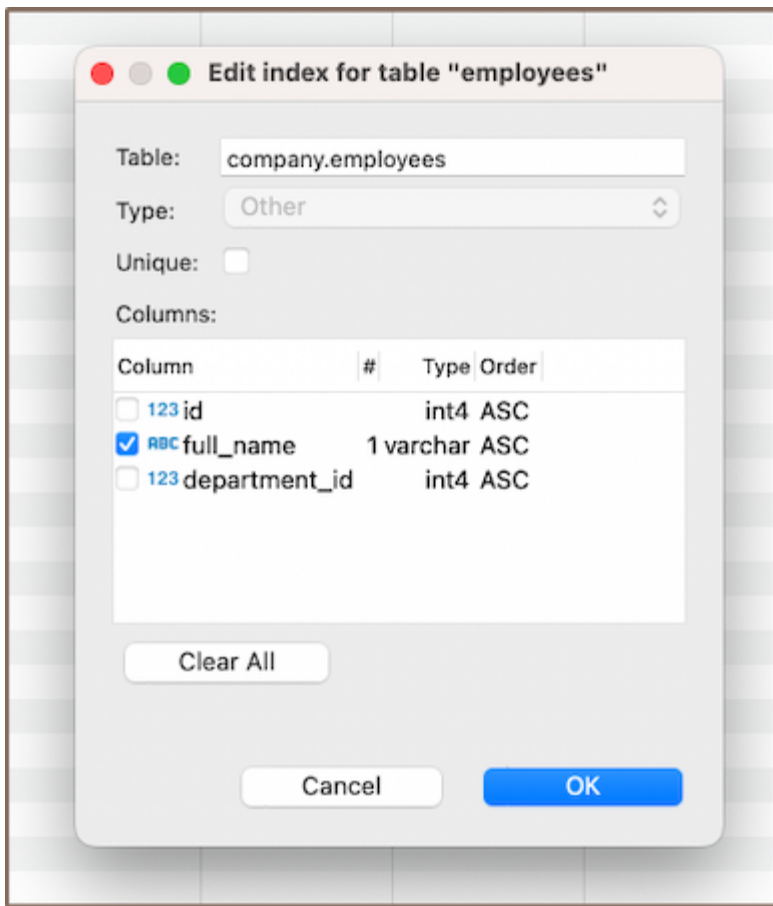 Edit index for table "employees"
Table: company.employees
Type: Other
Unique:
Columns:
Column # Type Order
123 id int4 ASC
ABC full_name 1 varchar ASC
123 department_id int4 ASC
Clear All
Cancel OK